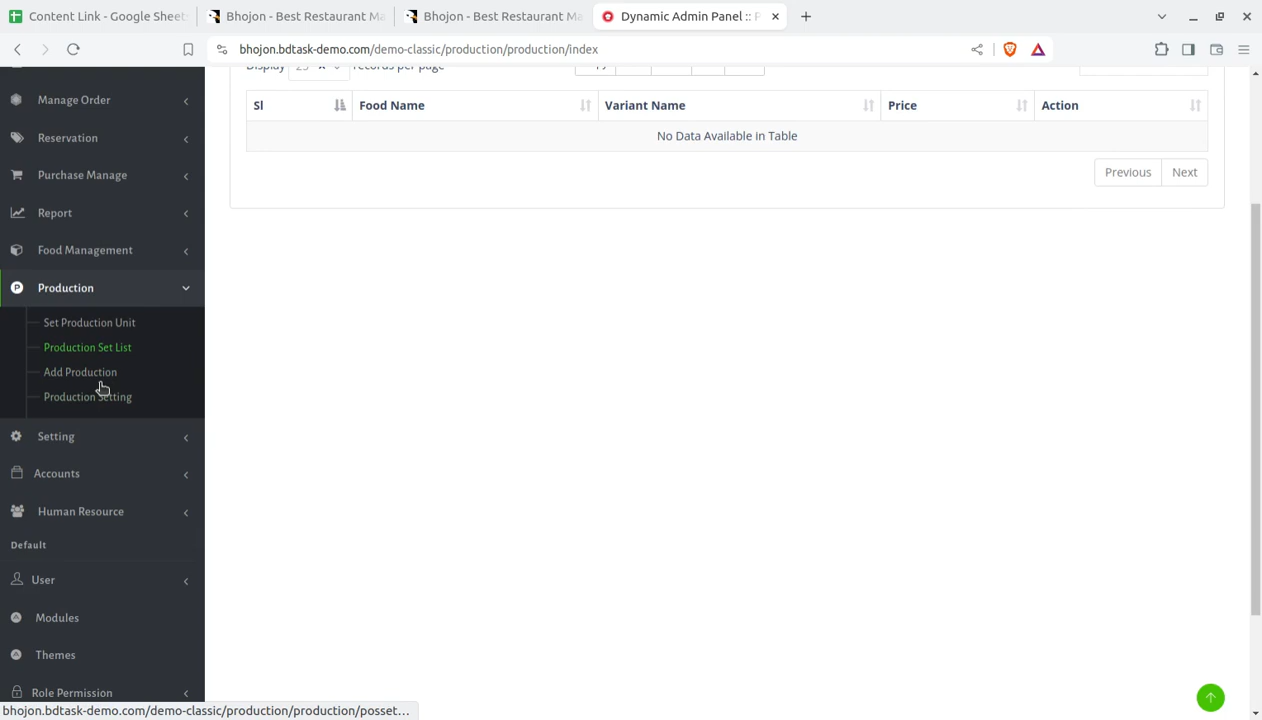 Content Link - Google Sheet
Bhojon - Best Restaurant Ma
Bhojon - Best Restaurant Ma
Dynamic Admin Panel :: P
bhojon.bdtask-demo.com/demo-classic/production/production/index
Manage Order
Reservation
Purchase Manage
Report
Food Management
Production
Set Production Unit
Production Set List
Add Production
Production Setting
Setting
Accounts
Human Resource
Default
User
Modules
Themes
Role Permission
Display 25 records per page
Sl Food Name Variant Name Price Action
No Data Available in Table
Previous Next
bhojon.bdtask-demo.com/demo-classic/production/production/posset...